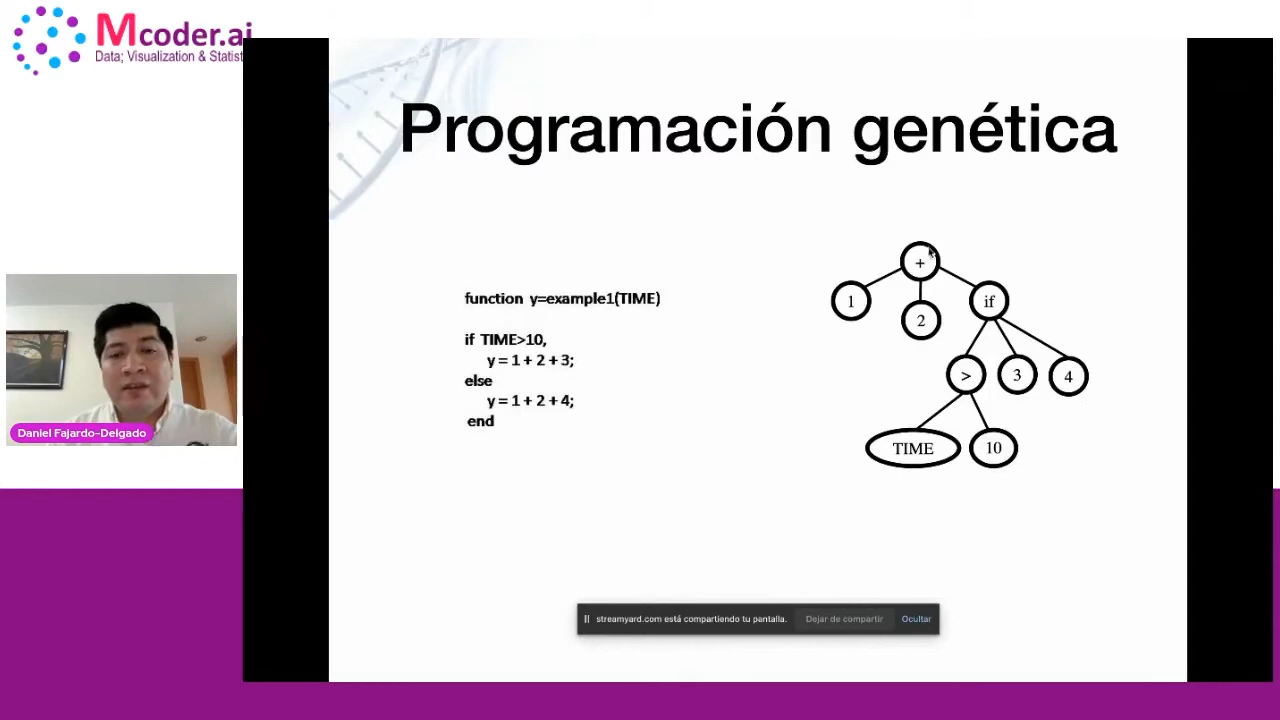 Mcoder.ai
Data; Visualization & Statist
Programación genética
function y=example1(TIME)
if TIME>10,
y = 1 + 2 + 3;
else
y = 1 + 2 + 4;
end
+
1
2
if
>
3
4
TIME
10
Daniel Fajardo-Delgado
streamyard.com está compartiendo tu pantalla.
Dejar de compartir
Ocultar